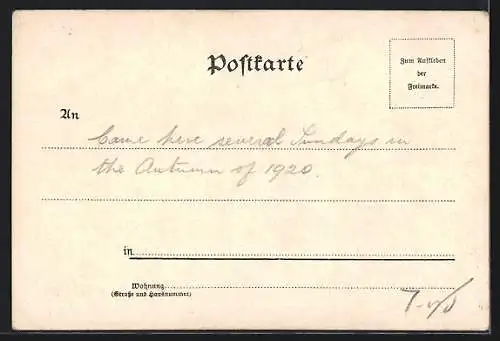 Postkarte
Zum Aufkleben
der
Freimarke.
An
Came here several Sundays in
the Autumn of 1920.
in
Wohnung
(Straße und Hausnummer)